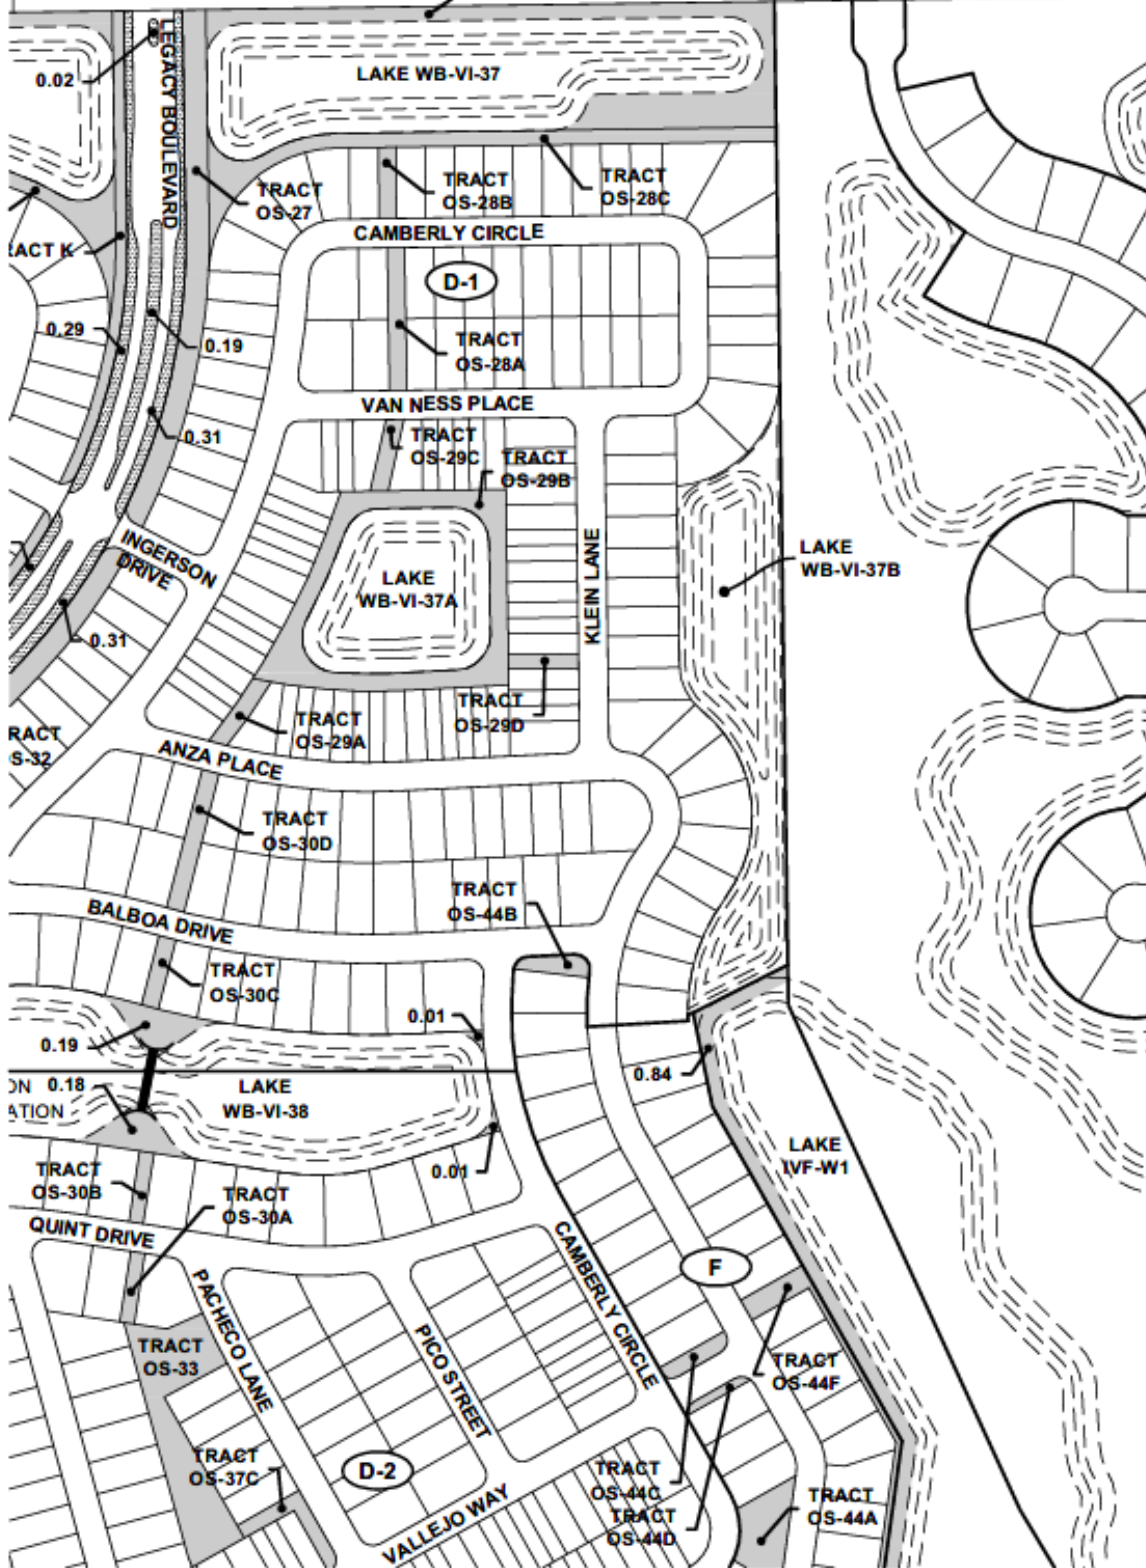 LAKE WB-VI-37
0.02
LEGACY BOULEVARD
TRACT
OS-27
TRACT
OS-28B
TRACT
OS-28C
CAMBERLY CIRCLE
RACT K
D-1
0.29
0.19
TRACT
OS-28A
VAN NESS PLACE
0.31
TRACT
OS-29C
TRACT
OS-29B
INGERSON
DRIVE
LAKE
WB-VI-37A
KLEIN LANE
LAKE
WB-VI-37B
0.31
TRACT
OS-29D
TRACT
OS-29A
RACT
S-32
ANZA PLACE
TRACT
OS-30D
TRACT
OS-44B
BALBOA DRIVE
TRACT
OS-30C
0.01
0.19
0.84
ON
ATION
0.18
LAKE
WB-VI-38
LAKE
IVF-W1
0.01
TRACT
OS-30B
TRACT
OS-30A
QUINT DRIVE
CAMBERLY CIRCLE
F
PACHECO LANE
PICO STREET
TRACT
OS-33
TRACT
OS-44F
TRACT
OS-37C
D-2
TRACT
OS-44C
TRACT
OS-44D
TRACT
OS-44A
VALLEJO WAY